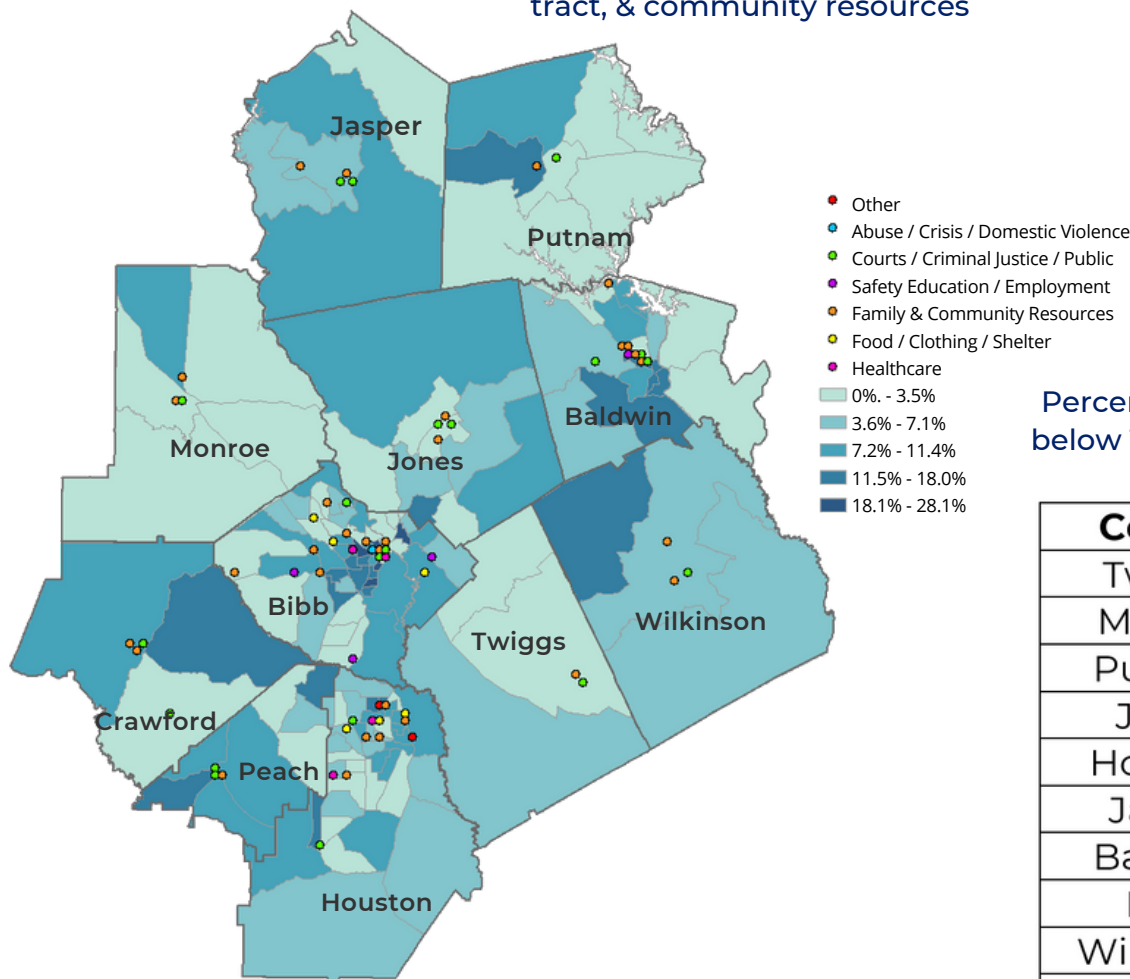 tract, & community resources
Jasper
Putnam
Other
Abuse / Crisis / Domestic Violence
Courts / Criminal Justice / Public
Safety Education / Employment
Family & Community Resources
Food / Clothing / Shelter
Healthcare
0%. - 3.5%
3.6% - 7.1%
7.2% - 11.4%
11.5% - 18.0%
18.1% - 28.1%
Monroe
Jones
Baldwin
Bibb
Twiggs
Wilkinson
Crawford
Peach
Houston
below